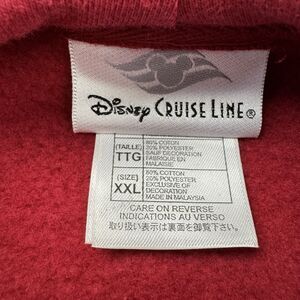 Disney CRUISE LINE®
(TAILLE)
TTG
80% COTON
20% POLYESTER
SAUF DECORATION
FABRIQUE EN
MALAISIE
(SIZE)
XXL
80% COTTON
20% POLYESTER
EXCLUSIVE OF
DECORATION
MADE IN MALAYSIA
CARE ON REVERSE
INDICATIONS AU VERSO
取り扱い表示は裏面を御覧下さい。